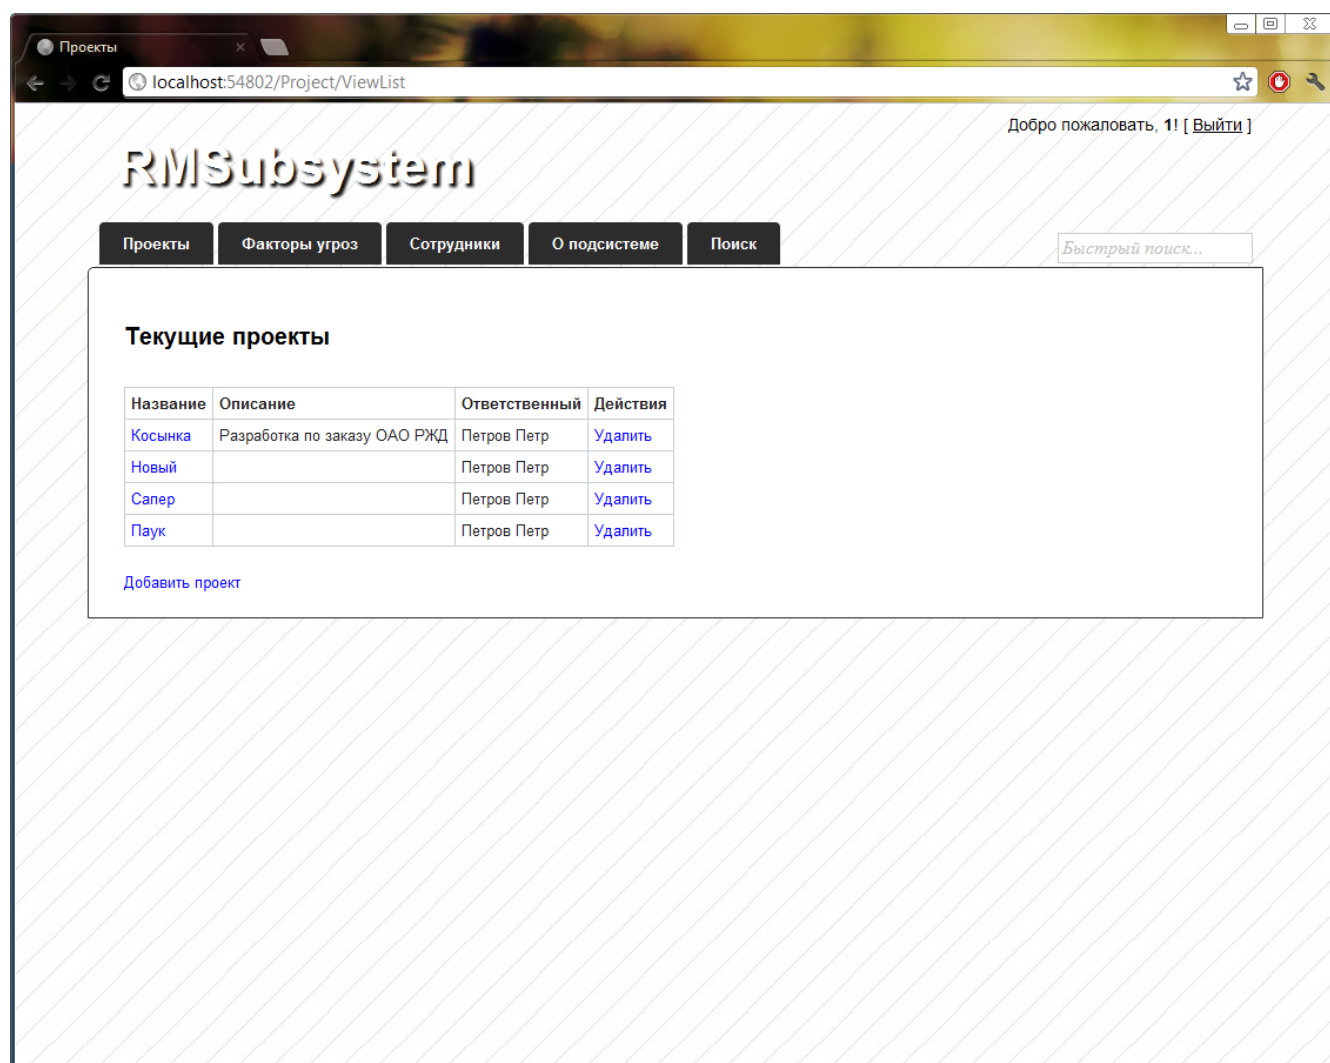 Проекты
localhost:54802/Project/ViewList
Добро пожаловать, 1! [ Выйти ]
RMSubsystem
Проекты Факторы угроз Сотрудники О подсистеме Поиск Быстрый поиск...
Текущие проекты
Название Описание Ответственный Действия
Косынка Разработка по заказу ОАО РЖД Петров Петр Удалить
Новый Петров Петр Удалить
Сапер Петров Петр Удалить
Паук Петров Петр Удалить
Добавить проект